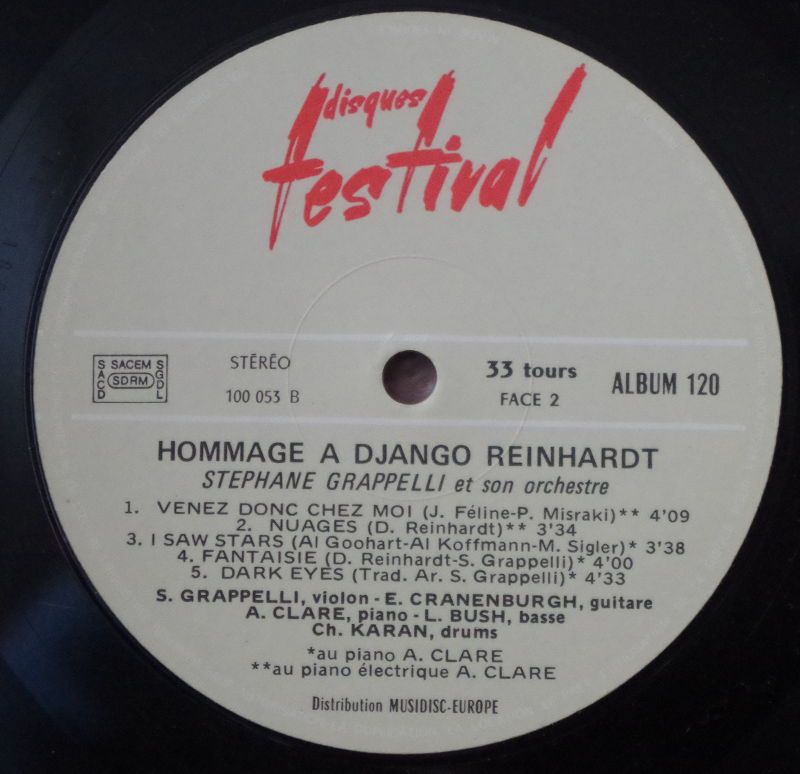 disques
festival
SACEM
SACD
SDRM
SGDL
STĒRĒO
100 053 B
33 tours
FACE 2
ALBUM 120
HOMMAGE A DJANGO REINHARDT
STEPHANE GRAPPELLI et son orchestre
1. VENEZ DONC CHEZ MOI (J. Féline-P. Misraki)** 4'09
2. NUAGES (D. Reinhardt)** 3'34
3. I SAW STARS (Al Goohart-Al Koffmann-M. Sigler)* 3'38
4. FANTAISIE (D. Reinhardt-S. Grappelli)* 4'00
5. DARK EYES (Trad. Ar. S. Grappelli)* 4'33
S. GRAPPELLI, violon - E. CRANENBURGH, guitare
A. CLARE, piano - L. BUSH, basse
Ch. KARAN, drums
*au piano A. CLARE
**au piano électrique A. CLARE
Distribution MUSIDISC-EUROPE